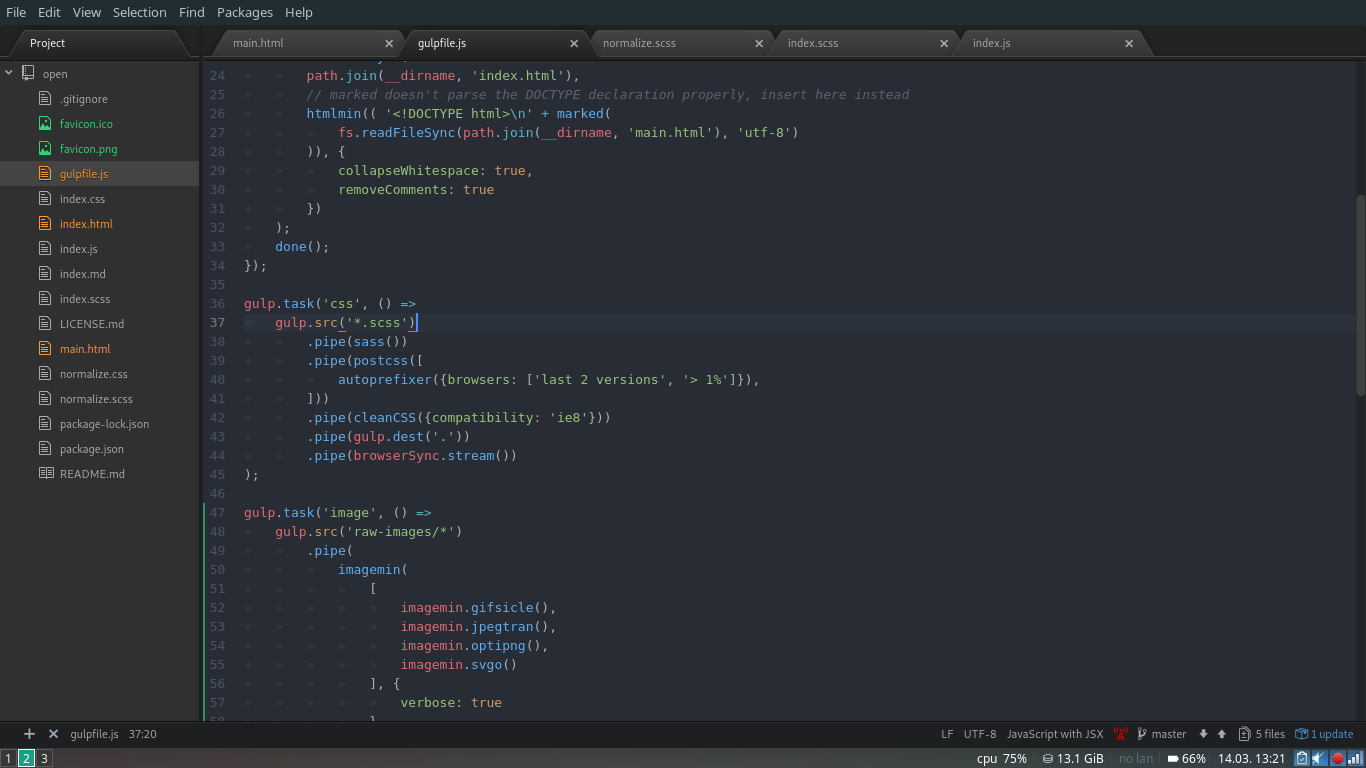 File Edit View Selection Find Packages Help
Project
main.html
gulpfile.js
normalize.scss
index.scss
index.js
open
.gitignore
favicon.ico
favicon.png
gulpfile.js
index.css
index.html
index.js
index.md
index.scss
LICENSE.md
main.html
normalize.css
normalize.scss
package-lock.json
package.json
README.md
24 path.join(__dirname, 'index.html'),
25 // marked doesn't parse the DOCTYPE declaration properly, insert here instead
26 htmlmin(( '<!DOCTYPE html>\n' + marked(
27 fs.readFileSync(path.join(__dirname, 'main.html'), 'utf-8')
28 )), {
29 collapseWhitespace: true,
30 removeComments: true
31 })
32 );
33 done();
34 });
35
36 gulp.task('css', () =>
37 gulp.src('*.scss')
38 .pipe(sass())
39 .pipe(postcss([
40 autoprefixer({browsers: ['last 2 versions', '> 1%']}),
41 ]))
42 .pipe(cleanCSS({compatibility: 'ie8'}))
43 .pipe(gulp.dest('.'))
44 .pipe(browserSync.stream())
45 );
46
47 gulp.task('image', () =>
48 gulp.src('raw-images/*')
49 .pipe(
50 imagemin(
51 [
52 imagemin.gifsicle(),
53 imagemin.jpegtran(),
54 imagemin.optipng(),
55 imagemin.svgo()
56 ], {
57 verbose: true
58 }
gulpfile.js 37:20 LF UTF-8 JavaScript with JSX master 5 files 1 update
1 2 3 cpu 75% 13.1 GiB no lan 66% 14.03. 13:21